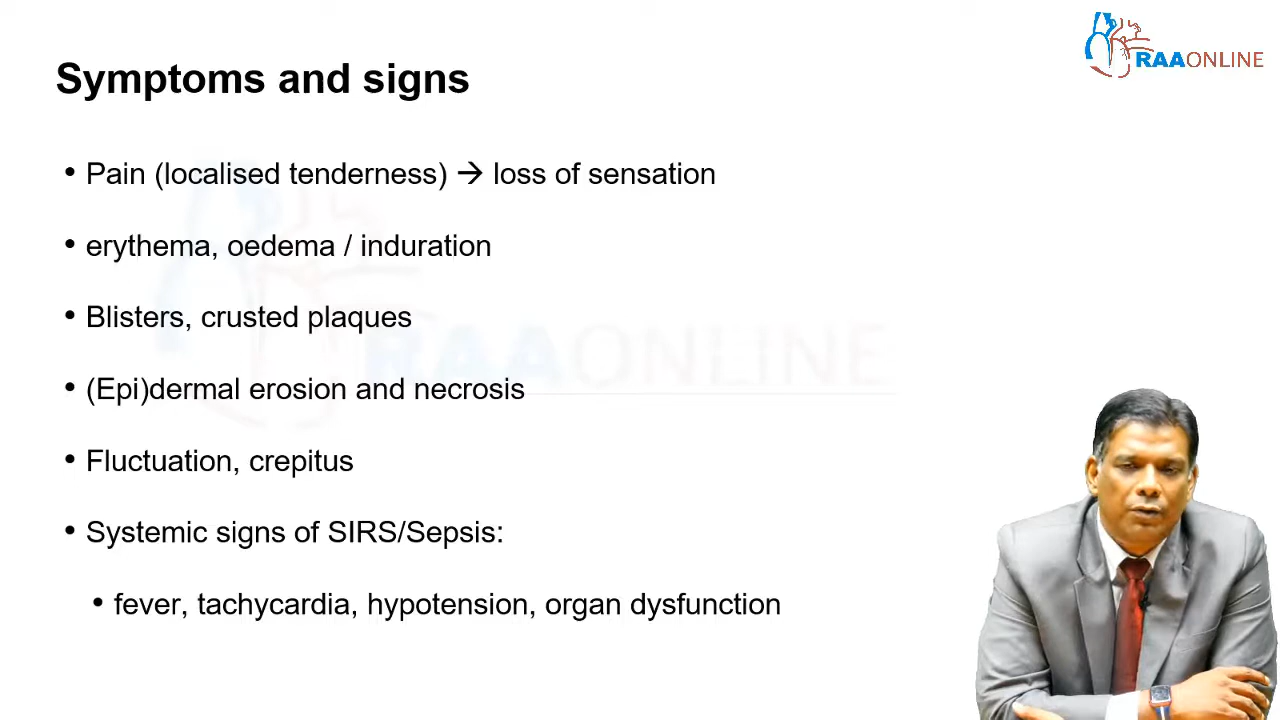 RAAONLINE
Symptoms and signs
• Pain (localised tenderness) → loss of sensation
• erythema, oedema / induration
• Blisters, crusted plaques
RAAONLINE
• (Epi)dermal erosion and necrosis
• Fluctuation, crepitus
• Systemic signs of SIRS/Sepsis:
• fever, tachycardia, hypotension, organ dysfunction